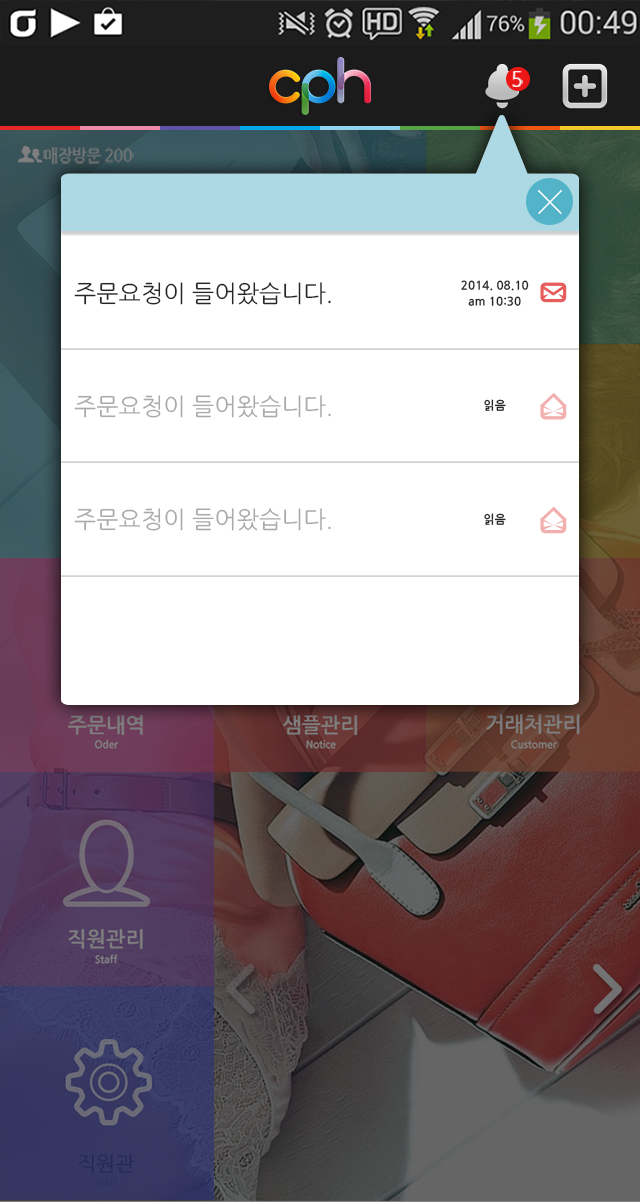 HD
76%
00:49
cph
5
매장방문 200
주문요청이 들어왔습니다.
2014. 08.10
am 10:30
주문요청이 들어왔습니다.
읽음
주문요청이 들어왔습니다.
읽음
주문내역
Oder
샘플관리
Notice
거래처관리
Customer
직원관리
Staff
직원관
Staff